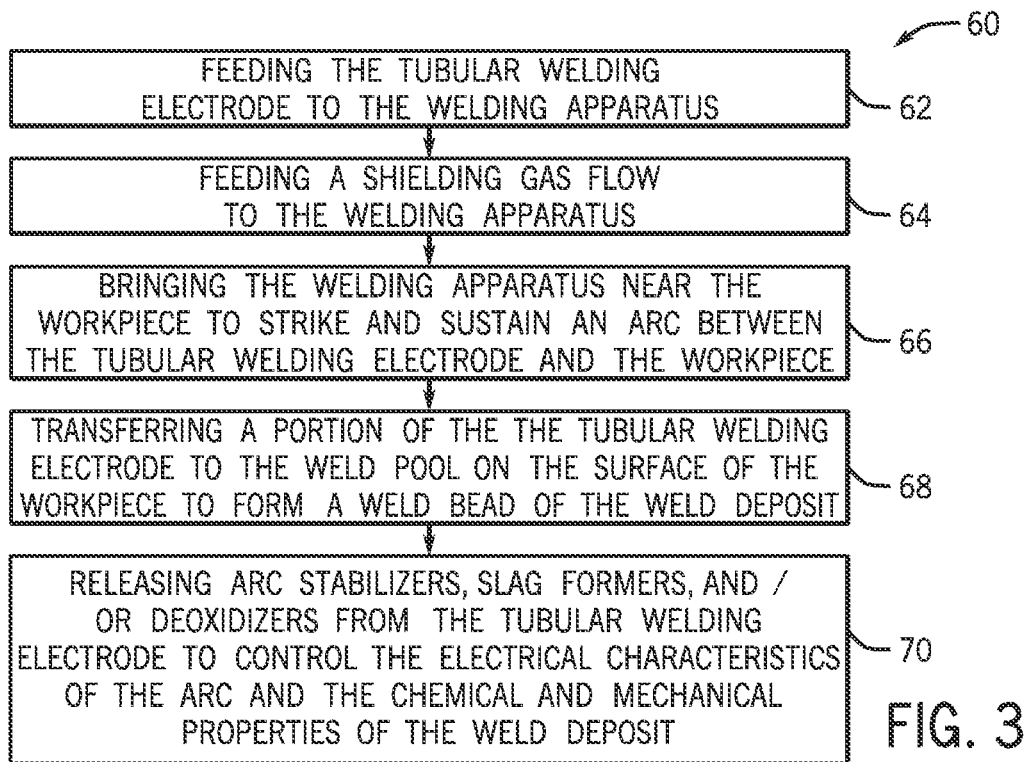 60
FEEDING THE TUBULAR WELDING
ELECTRODE TO THE WELDING APPARATUS
62
FEEDING A SHIELDING GAS FLOW
TO THE WELDING APPARATUS
64
BRINGING THE WELDING APPARATUS NEAR THE
WORKPIECE TO STRIKE AND SUSTAIN AN ARC BETWEEN
THE TUBULAR WELDING ELECTRODE AND THE WORKPIECE
66
TRANSFERRING A PORTION OF THE THE TUBULAR WELDING
ELECTRODE TO THE WELD POOL ON THE SURFACE OF THE
WORKPIECE TO FORM A WELD BEAD OF THE WELD DEPOSIT
68
RELEASING ARC STABILIZERS, SLAG FORMERS, AND /
OR DEOXIDIZERS FROM THE TUBULAR WELDING
ELECTRODE TO CONTROL THE ELECTRICAL CHARACTERISTICS
OF THE ARC AND THE CHEMICAL AND MECHANICAL
PROPERTIES OF THE WELD DEPOSIT
70
FIG. 3